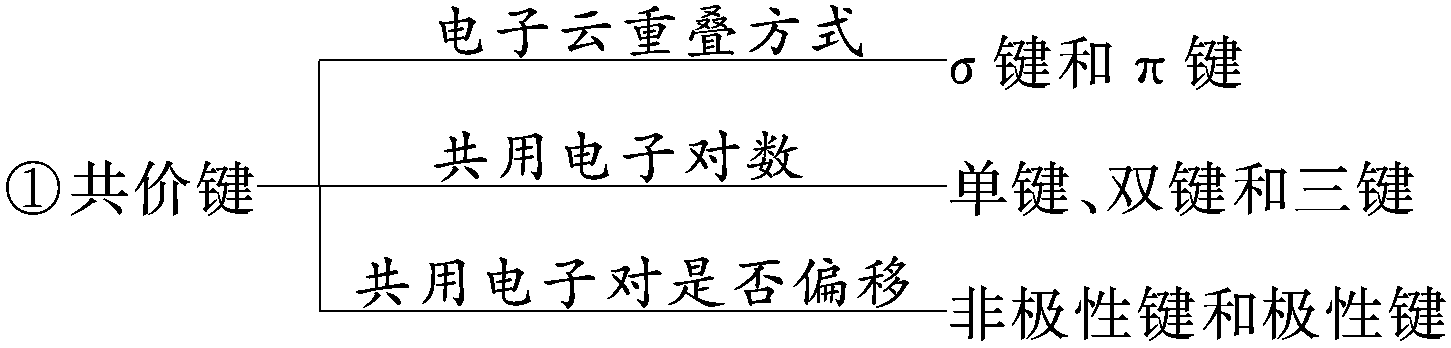 电子云重叠方式
σ键和π键
①共价键
共用电子对数
单键、双键和三键
共用电子对是否偏移
非极性键和极性键